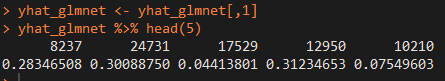 > yhat_glmnet <- yhat_glmnet[,1]
> yhat_glmnet %>% head(5)
8237 24731 17529 12950 10210
0.28346508 0.30088750 0.04413801 0.31234653 0.07549603
>